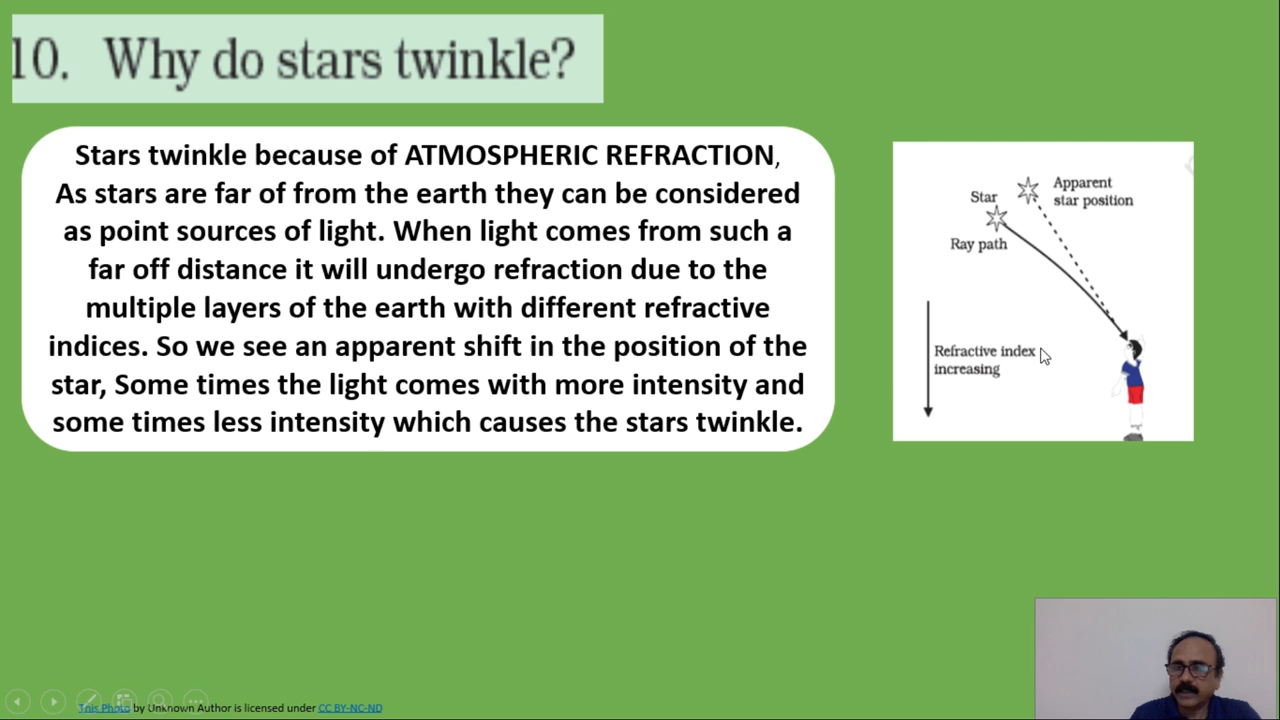 10. Why do stars twinkle?
Stars twinkle because of ATMOSPHERIC REFRACTION,
As stars are far of from the earth they can be considered
as point sources of light. When light comes from such a
far off distance it will undergo refraction due to the
multiple layers of the earth with different refractive
indices. So we see an apparent shift in the position of the
star, Some times the light comes with more intensity and
some times less intensity which causes the stars twinkle.
Apparent
star position
Star
Ray path
Refractive index
increasing
This Photo by Unknown Author is licensed under CC BY-NC-ND